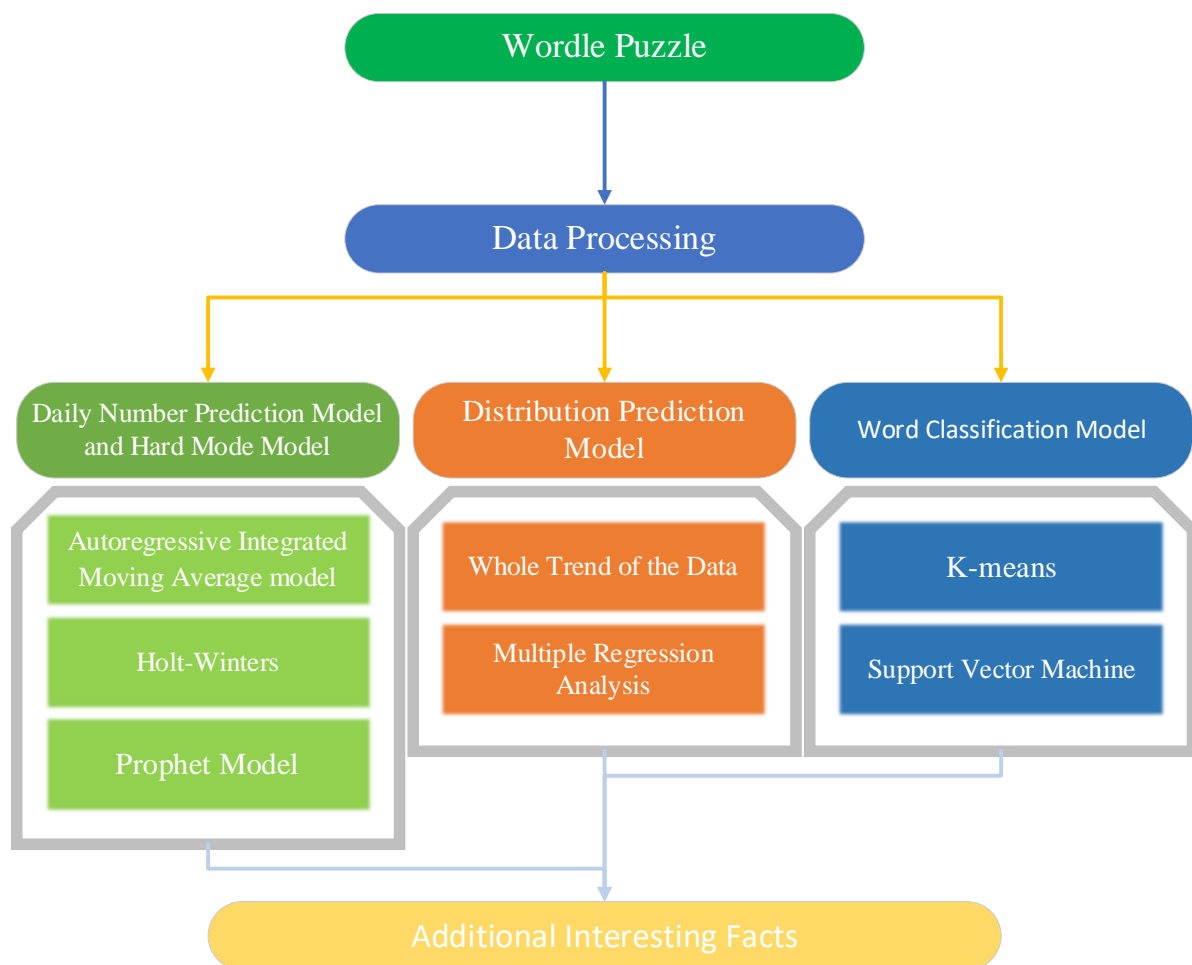 Wordle Puzzle
Data Processing
Daily Number Prediction Model
and Hard Mode Model
Distribution Prediction
Model
Word Classification Model
Autoregressive Integrated
Moving Average model
Holt-Winters
Prophet Model
Whole Trend of the Data
Multiple Regression
Analysis
K-means
Support Vector Machine
Additional Interesting Facts